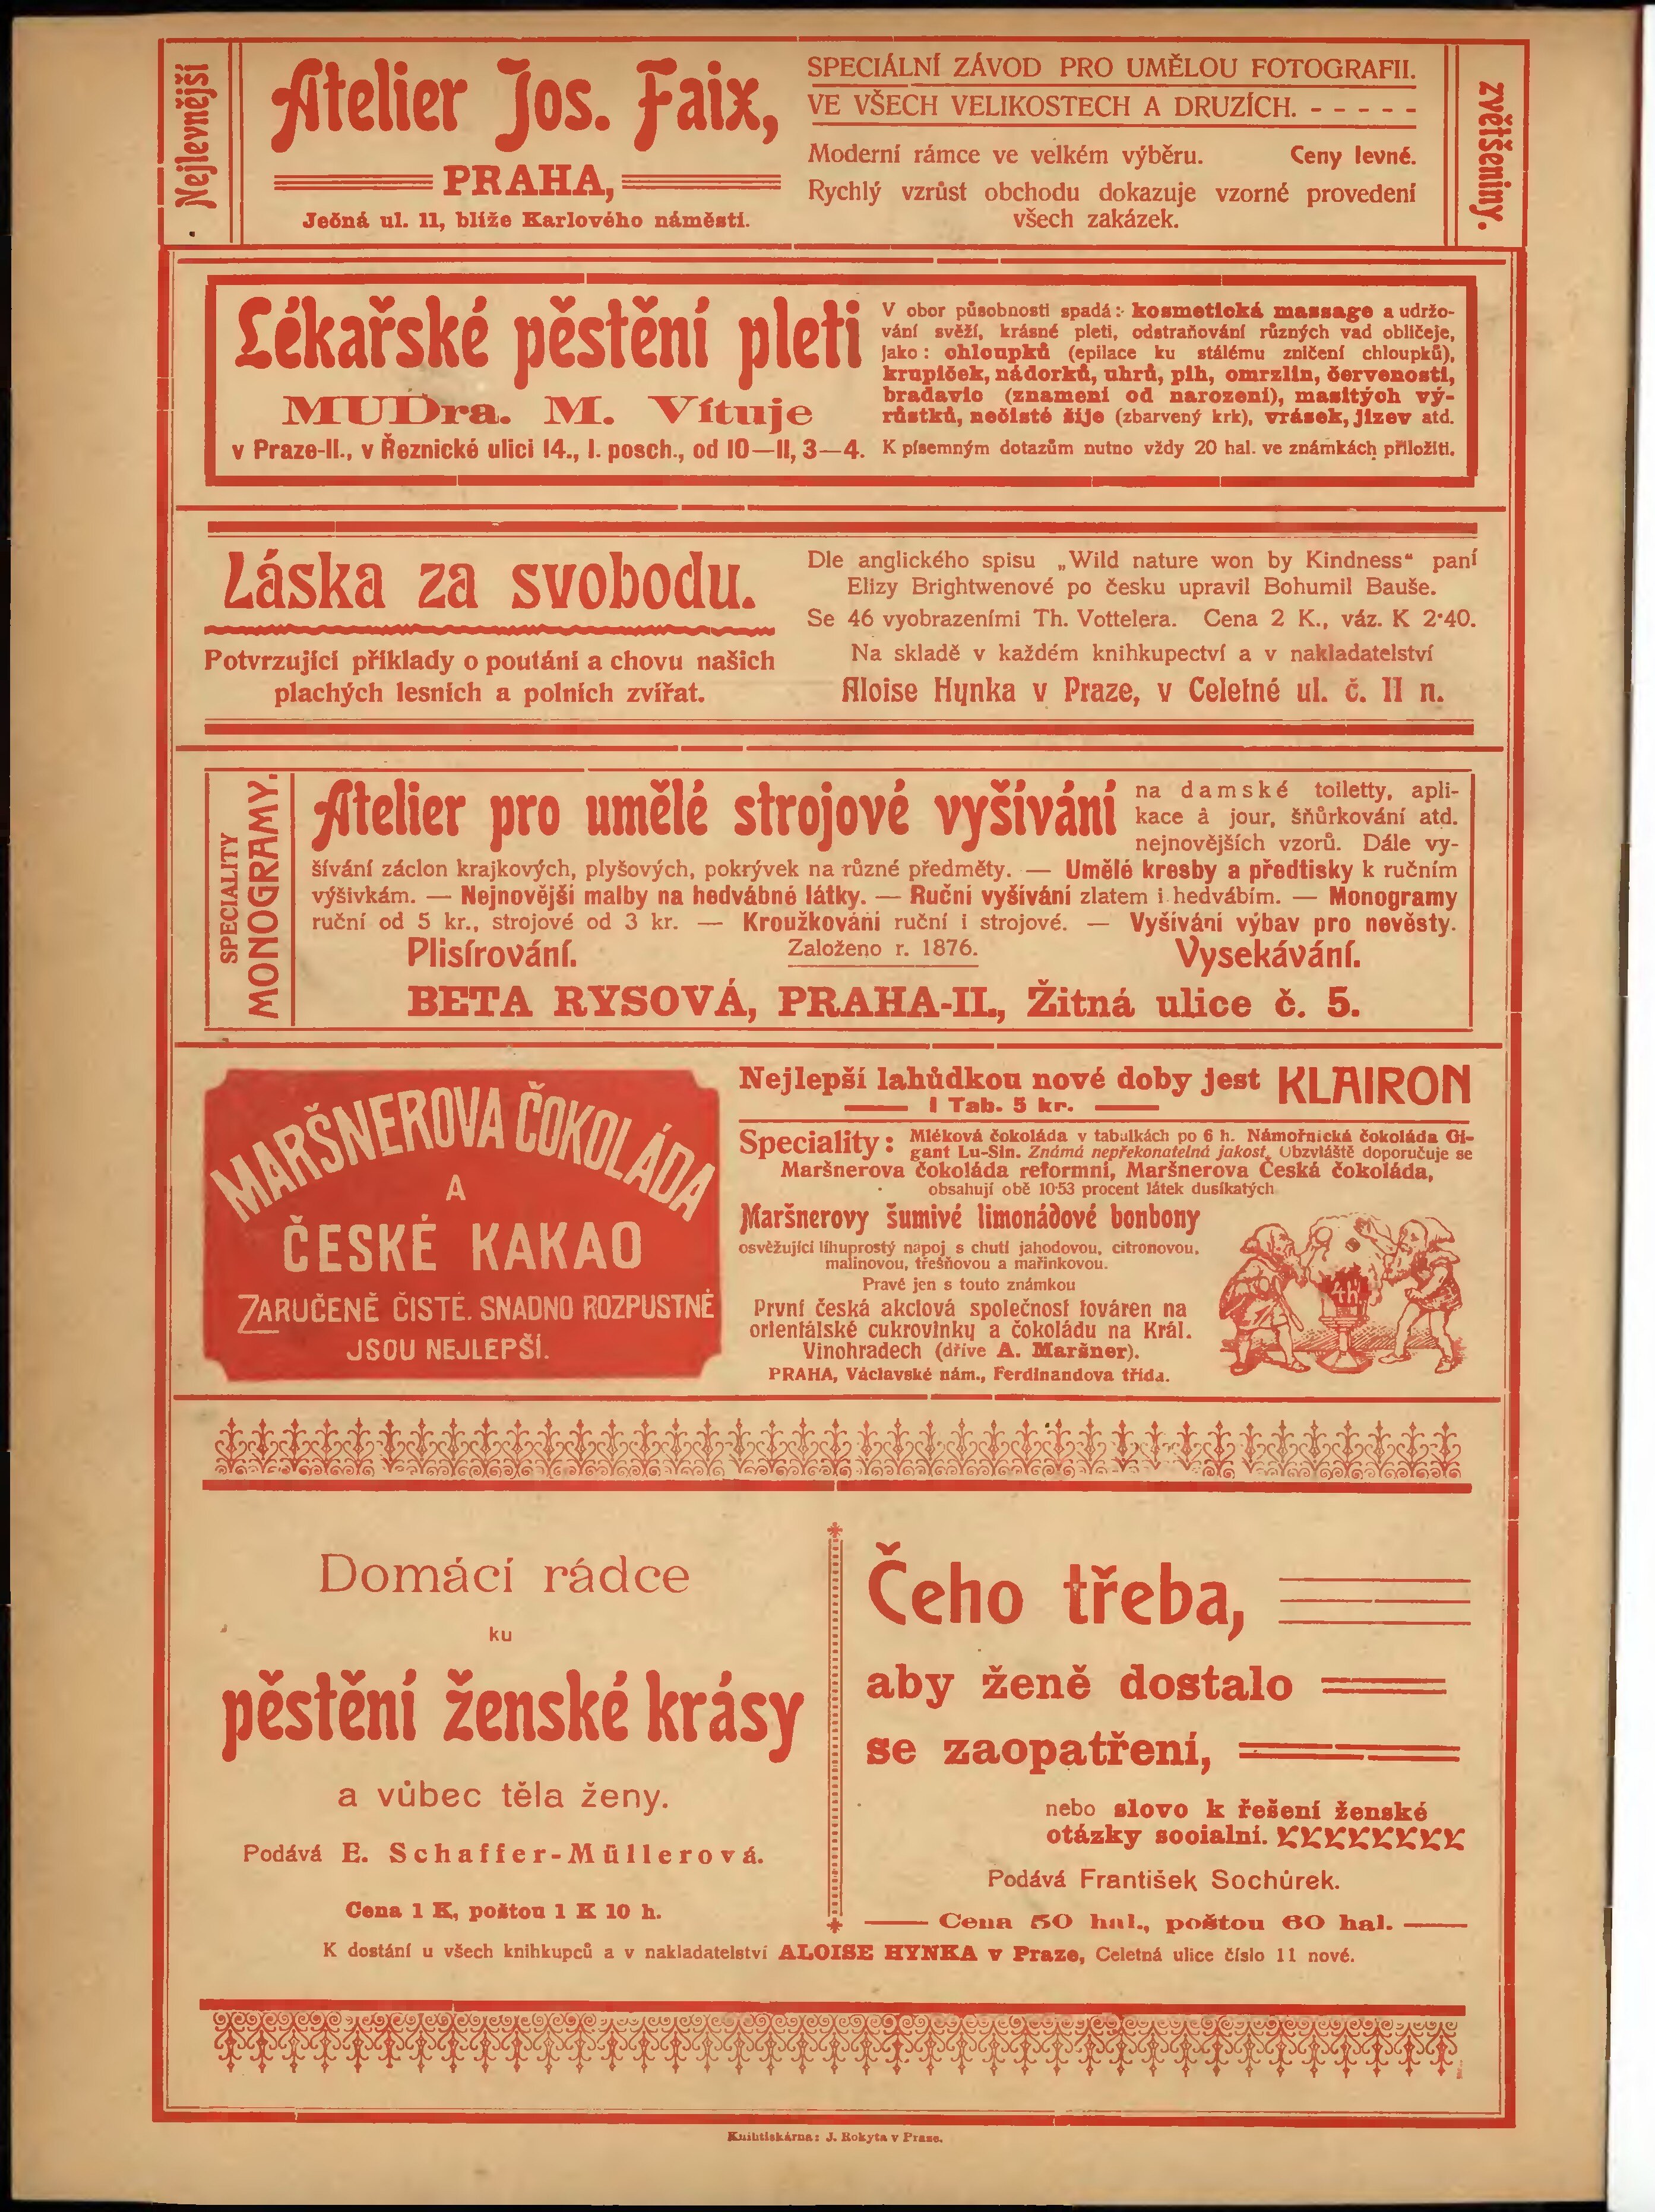 Nejlevnější
Atelier Jos. Faix,
PRAHA,
Ječná ul. 11, blíže Karlového náměstí.
SPECIÁLNÍ ZÁVOD PRO UMĚLOU FOTOGRAFII.
VE VŠECH VELIKOSTECH A DRUZÍCH. - - - - -
Moderní rámce ve velkém výběru. Ceny levné.
Rychlý vzrůst obchodu dokazuje vzorné provedení
všech zakázek.
zvětšeniny.
Lékařské pěstění pleti
MUDra. M. Vítuje
v Praze-II., v Řeznické ulici 14., I. posch., od 10—11, 3—4.
V obor působnosti spadá: kosmetická massage a udržo-
vání svěží, krásné pleti, odstraňování různých vad obličeje,
jako: chloupků (epilace ku stálému zničení chloupků),
krupiček, nádorků, uhrů, pih, omrzlin, červenosti,
bradavic (znamení od narození), masitých vý-
růstků, nečisté šíje (zbarvený krk), vrásek, jizev atd.
K písemným dotazům nutno vždy 20 hal. ve známkách přiložiti.
Láska za svobodu.
Potvrzující příklady o poutání a chovu našich
plachých lesních a polních zvířat.
Dle anglického spisu „Wild nature won by Kindness“ paní
Elizy Brightwenové po česku upravil Bohumil Bauše.
Se 46 vyobrazeními Th. Vottelera. Cena 2 K., váz. K 2·40.
Na skladě v každém knihkupectví a v nakladatelství
Aloise Hynka v Praze, v Celetné ul. č. 11 n.
SPECIALITY
MONOGRAMY.
Atelier pro umělé strojové vyšívání
na damské toiletty, apli-
kace à jour, šňůrkování atd.
nejnovějších vzorů. Dále vy-
šívání záclon krajkových, plyšových, pokrývek na různé předměty. — Umělé kresby a předtisky k ručním
výšivkám. — Nejnovější malby na hedvábné látky. — Ruční vyšívání zlatem i hedvábím. — Monogramy
ruční od 5 kr., strojové od 3 kr. — Kroužkování ruční i strojové. — Vyšívání výbav pro nevěsty.
Plisírování. Založeno r. 1876. Vysekávání.
BETA RYSOVÁ, PRAHA-II., Žitná ulice č. 5.
MARŠNEROVA ČOKOLÁDA
A
ČESKÉ KAKAO
ZARUČENĚ ČISTÉ. SNADNO ROZPUSTNÉ
JSOU NEJLEPŠÍ.
Nejlepší lahůdkou nové doby jest KLAIRON
1 Tab. 5 kr.
Speciality: Mléková čokoláda v tabulkách po 6 h. Námořnická čokoláda Gi-
gant Lu-Sin. Známá nepřekonatelná jakost. Obzvláště doporučuje se
Maršnerova čokoláda reformní, Maršnerova Česká čokoláda,
obsahují obě 10·53 procent látek dusíkatých
Maršnerovy šumivé limonádové bonbony
osvěžující líhuprostý nápoj s chutí jahodovou, citronovou,
malinovou, třešňovou a mařinkovou.
Pravé jen s touto známkou
První česká akciová společnost továren na
orientálské cukrovinky a čokoládu na Král.
Vinohradech (dříve A. Maršner).
PRAHA, Václavské nám., Ferdinandova třída.
4h
Domácí rádce
ku
pěstění ženské krásy
a vůbec těla ženy.
Podává E. Schaffer-Müllerová.
Cena 1 K, poštou 1 K 10 h.
Čeho třeba,
aby ženě dostalo
se zaopatření,
nebo slovo k řešení ženské
otázky socialní.
Podává František Sochůrek.
Cena 50 hal., poštou 60 hal.
K dostání u všech knihkupců a v nakladatelství ALOISE HYNKA v Praze, Celetná ulice číslo 11 nové.
Knihtiskárna: J. Rokyta v Praze.